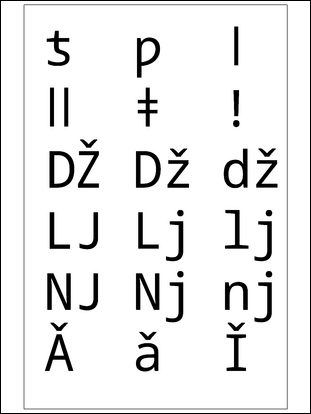 ƾ ƿ ǀ
ǁ ǂ ǃ
DŽ Dž dž
LJ Lj lj
NJ Nj nj
Ǎ ǎ Ǐ